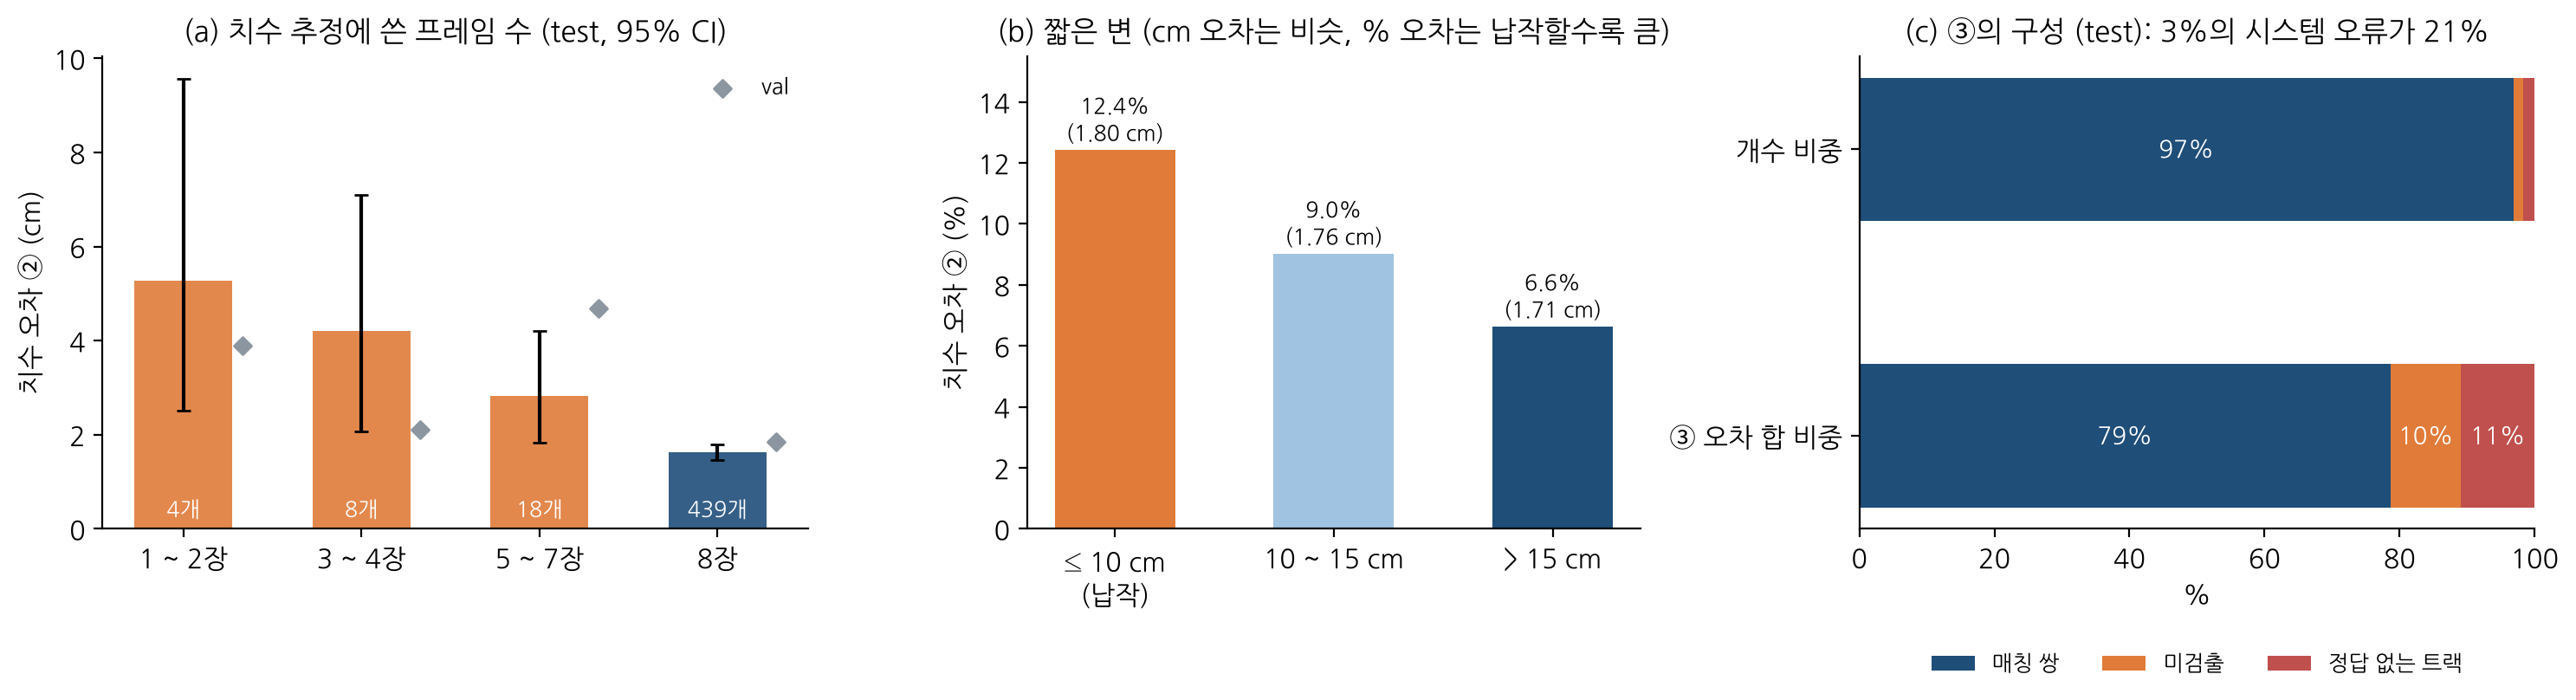 (a) 치수 추정에 쓴 프레임 수 (test, 95% CI)
치수 오차 ② (cm)
10
8
6
4
2
0
val
4개
8개
18개
439개
1 ~ 2장
3 ~ 4장
5 ~ 7장
8장
(b) 짧은 변 (cm 오차는 비슷, % 오차는 납작할수록 큼)
치수 오차 ② (%)
14
12
10
8
6
4
2
0
12.4%
(1.80 cm)
9.0%
(1.76 cm)
6.6%
(1.71 cm)
≤ 10 cm
(납작)
10 ~ 15 cm
> 15 cm
(c) ③의 구성 (test): 3%의 시스템 오류가 21%
개수 비중
97%
③ 오차 합 비중
79%
10%
11%
0
20
40
60
80
100
%
매칭 쌍
미검출
정답 없는 트랙